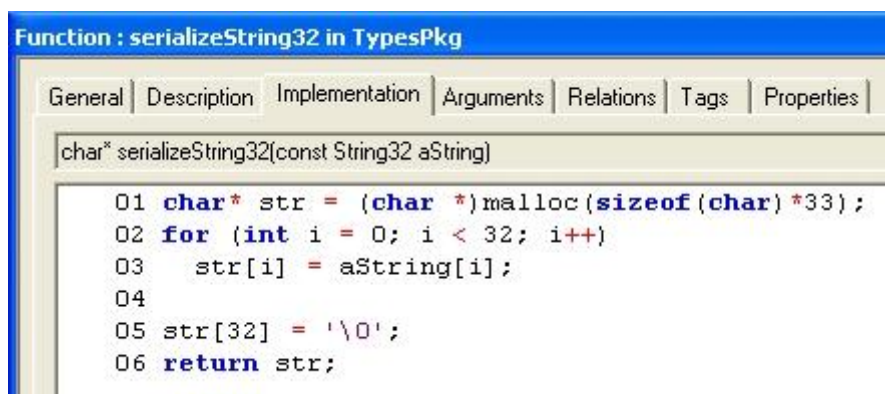 Function : serializeString32 in TypesPkg
General Description Implementation Arguments Relations Tags Properties
char* serializeString32(const String32 aString)
01 char* str = (char *)malloc(sizeof(char)*33);
02 for (int i = 0; i < 32; i++)
03 str[i] = aString[i];
04
05 str[32] = '\0';
06 return str;